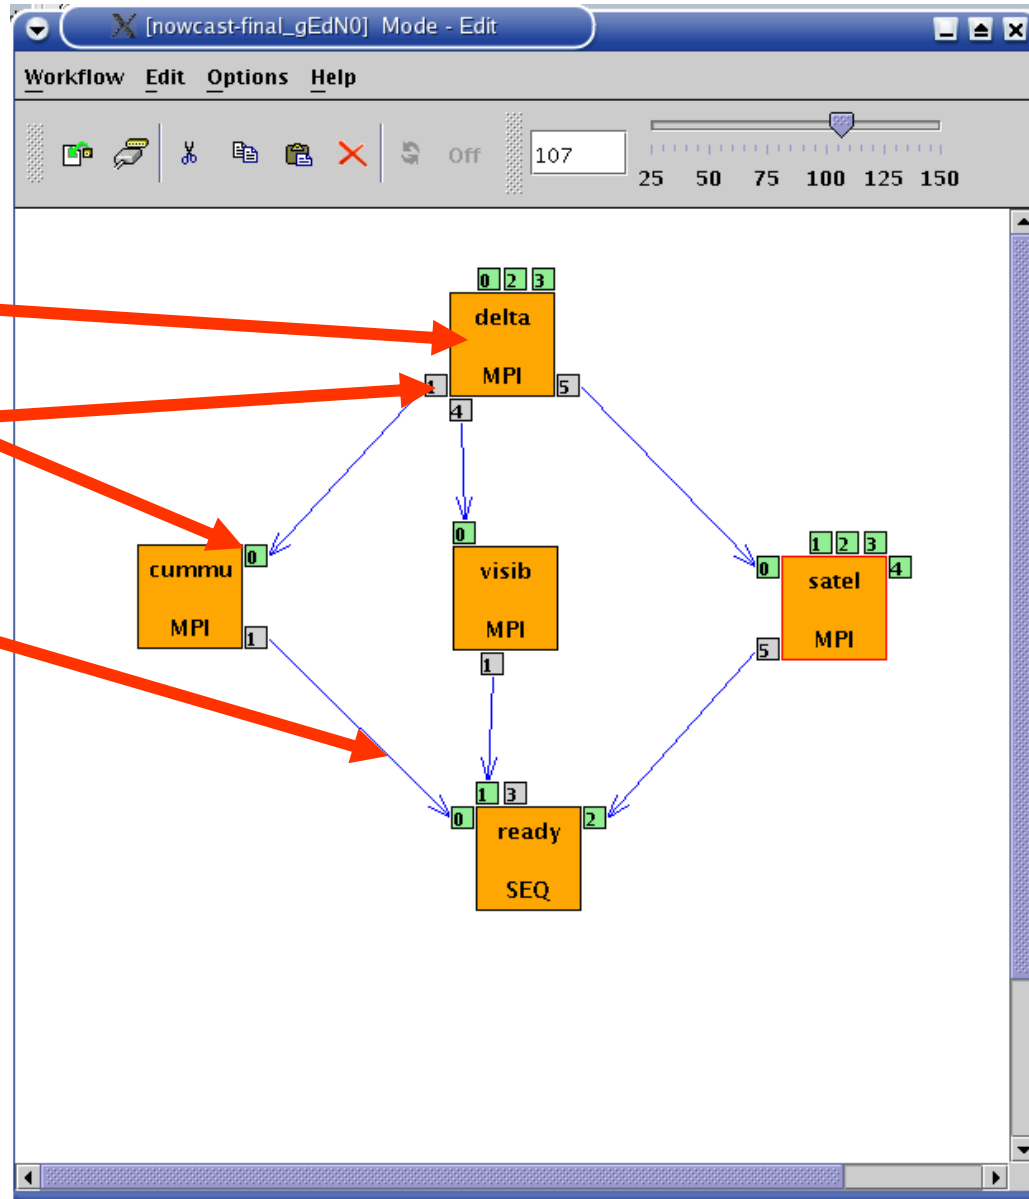 [nowcast-final_gEdN0] Mode - Edit
Workflow Edit Options Help
Off 107
25 50 75 100 125 150
0 2 3
delta
MPI
1 5
4
0
0
cummu
MPI
1
visib
MPI
1
1 2 3
0 4
satel
MPI
5
1 3
0 2
ready
SEQ